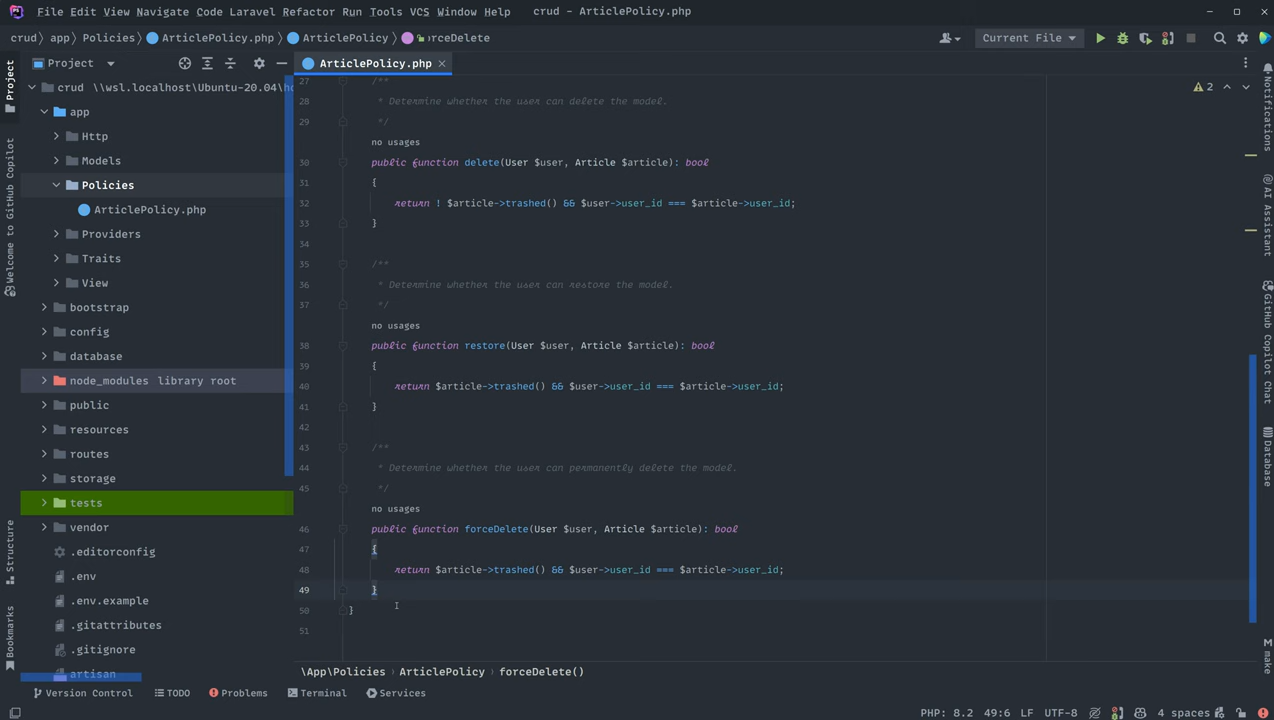 File Edit View Navigate Code Laravel Refactor Run Tools VCS Window Help crud - ArticlePolicy.php
crud app Policies ArticlePolicy.php ArticlePolicy forceDelete Current File
Project
ArticlePolicy.php
Project
Welcome to GitHub Copilot
Structure
Bookmarks
crud \\wsl.localhost\Ubuntu-20.04\h
app
Http
Models
Policies
ArticlePolicy.php
Providers
Traits
View
bootstrap
config
database
node_modules library root
public
resources
routes
storage
tests
vendor
.editorconfig
.env
.env.example
.gitattributes
.gitignore
artisan
2
27 /**
28 * Determine whether the user can delete the model.
29 */
no usages
30 public function delete(User $user, Article $article): bool
31 {
32 return ! $article->trashed() && $user->user_id === $article->user_id;
33 }
34
35 /**
36 * Determine whether the user can restore the model.
37 */
no usages
38 public function restore(User $user, Article $article): bool
39 {
40 return $article->trashed() && $user->user_id === $article->user_id;
41 }
42
43 /**
44 * Determine whether the user can permanently delete the model.
45 */
no usages
46 public function forceDelete(User $user, Article $article): bool
47 {
48 return $article->trashed() && $user->user_id === $article->user_id;
49 }
50 }
51
Notifications
AI Assistant
GitHub Copilot Chat
Database
make
\App\Policies ArticlePolicy forceDelete()
Version Control TODO Problems Terminal Services
PHP: 8.2 49:6 LF UTF-8 4 spaces